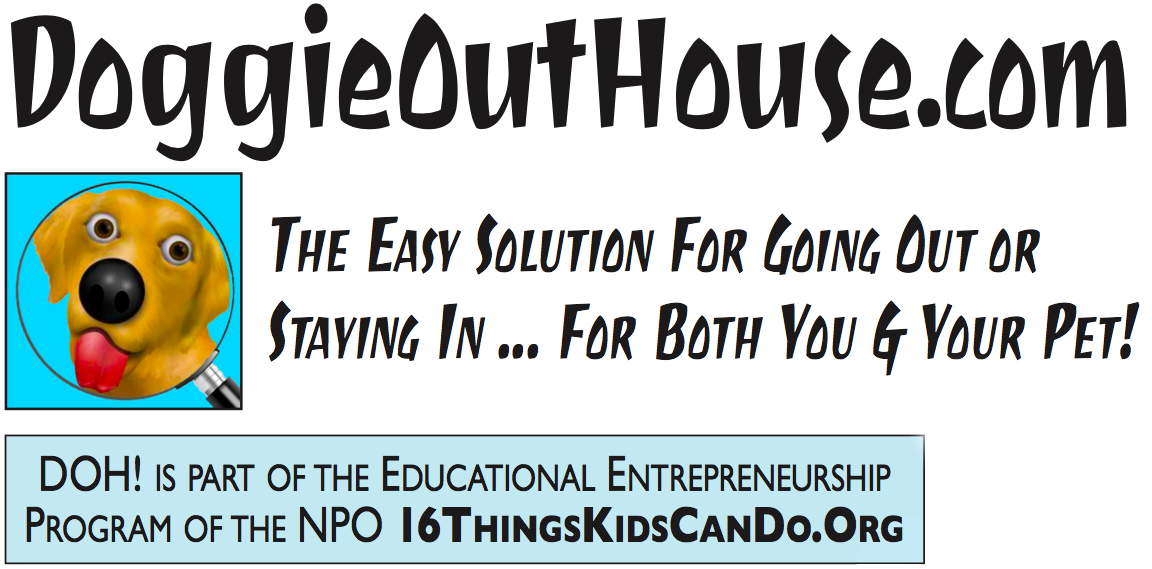 DoggieOutHouse.com
The Easy Solution For Going Out or
Staying In ... For Both You & Your Pet!
DOH! is part of the Educational Entrepreneurship
Program of the NPO 16ThingsKidsCanDo.Org